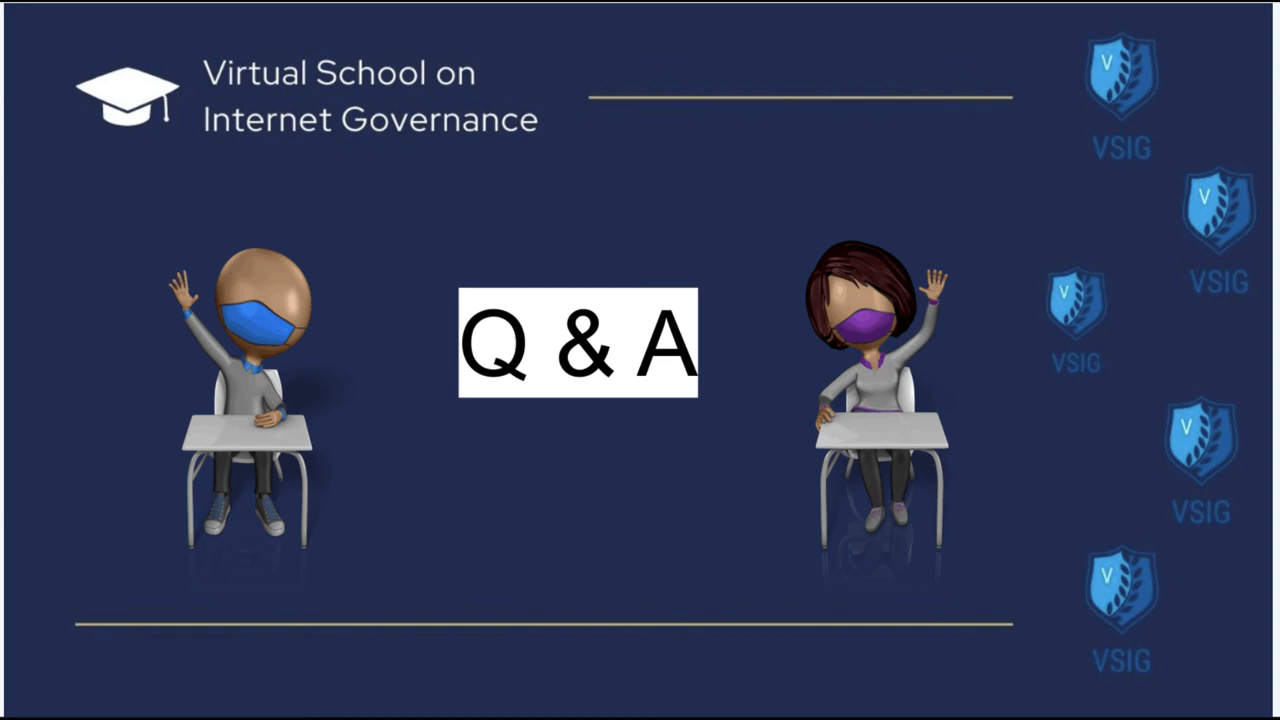 Virtual School on
Internet Governance
V
VSIG
V
VSIG
V
VSIG
Q & A
V
VSIG
V
VSIG